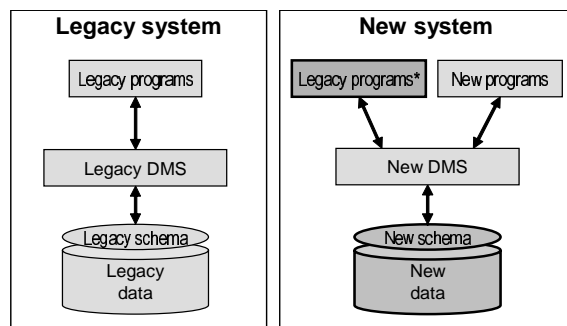 Legacy system
Legacy programs
Legacy DMS
Legacy schema
Legacy
data
New system
Legacy programs*
New programs
New DMS
New schema
New
data